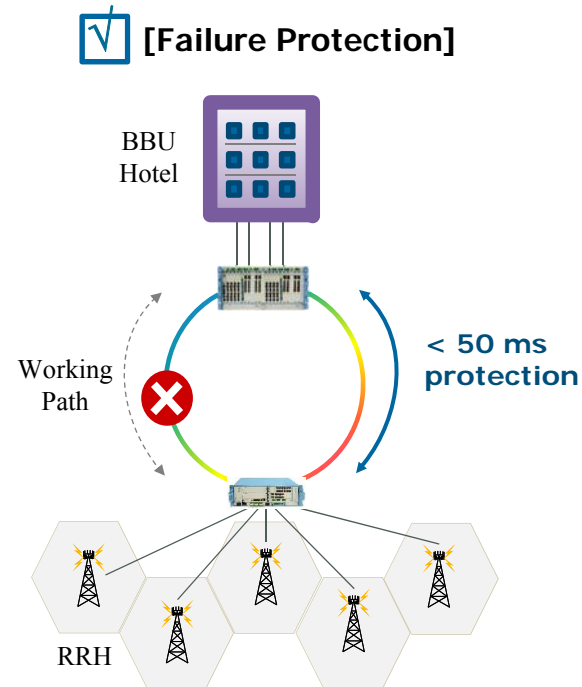 [Failure Protection]
BBU
Hotel
Working
Path
< 50 ms
protection
RRH